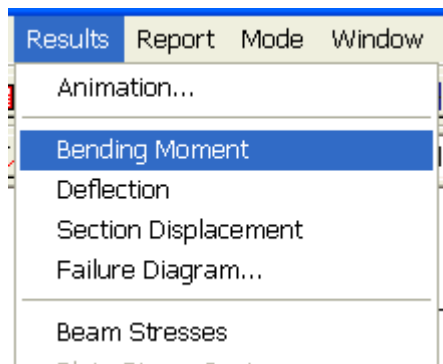 Results Report Mode Window
Animation...
Bending Moment
Deflection
Section Displacement
Failure Diagram...
Beam Stresses